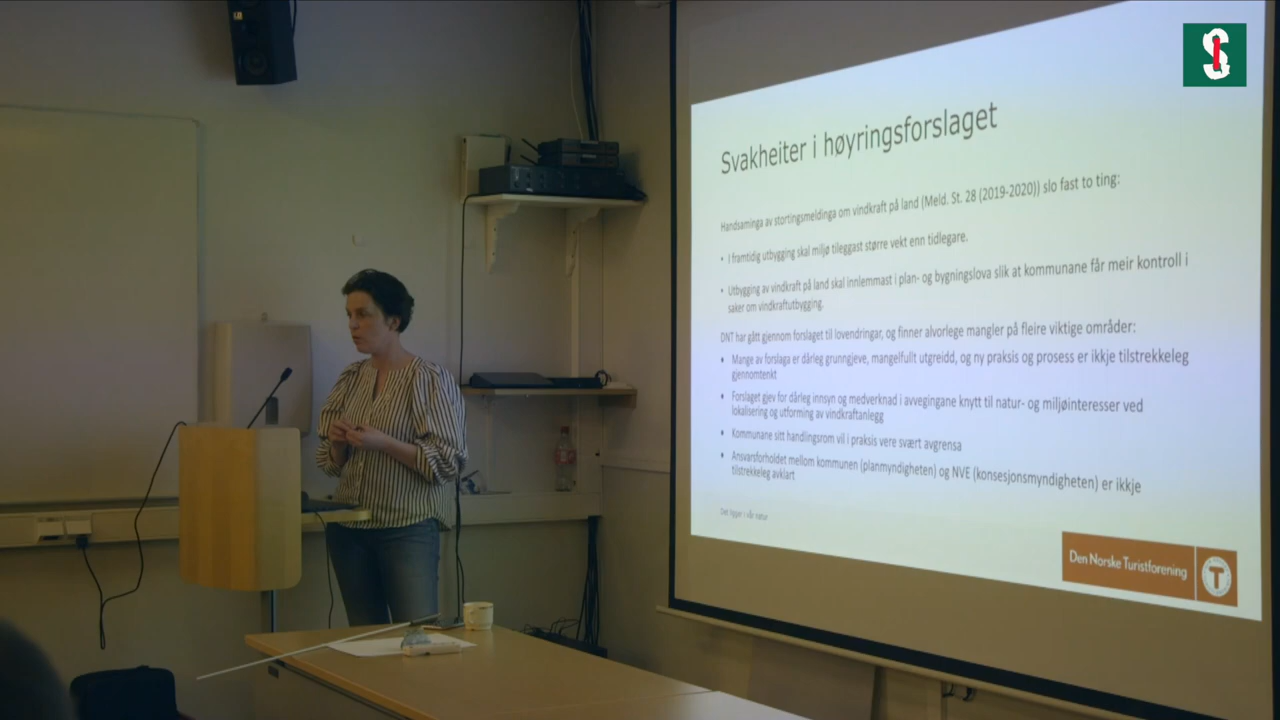 Svakheiter i høyringsforslaget
Handsaminga av stortingsmeldinga om vindkraft på land (Meld. St. 28 (2019-2020)) slo fast to ting:
• I framtidig utbygging skal miljø tileggast større vekt enn tidlegare.
• Utbygging av vindkraft på land skal innlemmast i plan- og bygningslova slik at kommunane får meir kontroll i
saker om vindkraftutbygging.
DNT har gått gjennom forslaget til lovendringar, og finner alvorlege mangler på fleire viktige områder:
• Mange av forslaga er dårleg grunngjeve, mangelfullt utgreidd, og ny praksis og prosess er ikkje tilstrekkeleg
gjennomtenkt
• Forslaget gjev for dårleg innsyn og medverknad i avvegingane knytt til natur- og miljøinteresser ved
lokalisering og utforming av vindkraftanlegg
• Kommunane sitt handlingsrom vil i praksis vere svært avgrensa
• Ansvarsforholdet mellom kommunen (planmyndigheten) og NVE (konsesjonsmyndigheten) er ikkje
tilstrekkeleg avklart
Det ligger i vår natur
Den Norske Turistforening
T